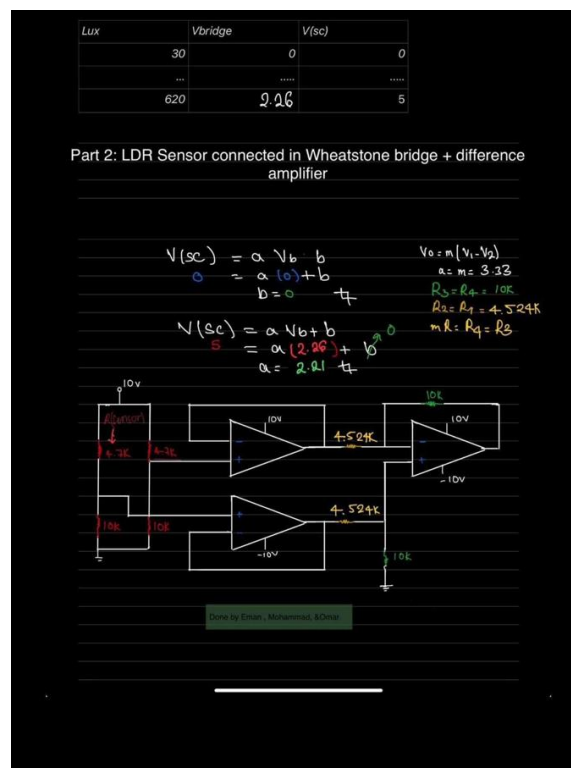 Lux Vbridge V(sc)
30 0 0
... ..... .....
620 2.26 5
Part 2: LDR Sensor connected in Wheatstone bridge + difference
amplifier
V(sc) = a Vb b
0 = a (0) + b
b = 0
V(sc) = a Vb + b
5 = a (2.26) + b 0
a = 2.21
Vo = m(V1-V2)
a = m = 3.33
R3 = R4 = 10K
R2 = R1 = 4.524K
mR = R4 = R3
10V
R(sensor)
4.7K
10K
10K
- +
10V
4.524K
10K
- +
10V
-10V
+ -
-10V
4.524K
10K
Done by Eman , Mohammad, &Omar